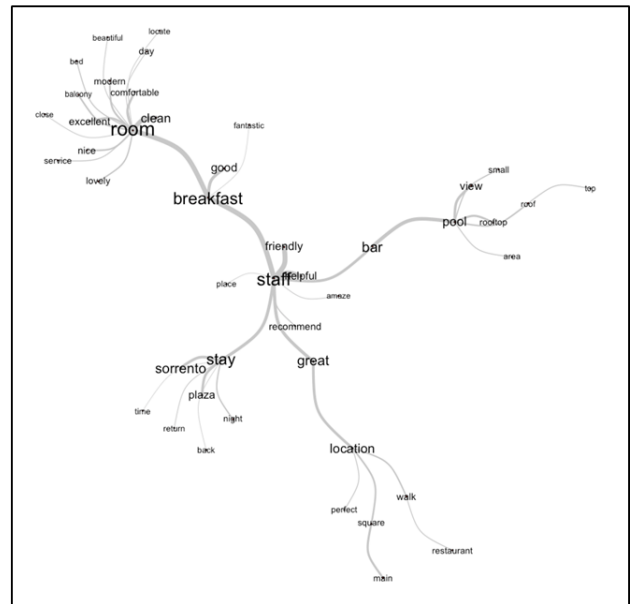 locate
beautiful
day
bed
modern
balcony
comfortable
close
excellent
clean
room
fantastic
nice
service
good
lovely
breakfast
small
view
top
roof
pool
rooftop
area
friendly
bar
helpful
staff
place
amaze
recommend
stay
great
sorrento
plaza
time
night
return
back
location
walk
perfect
square
restaurant
main